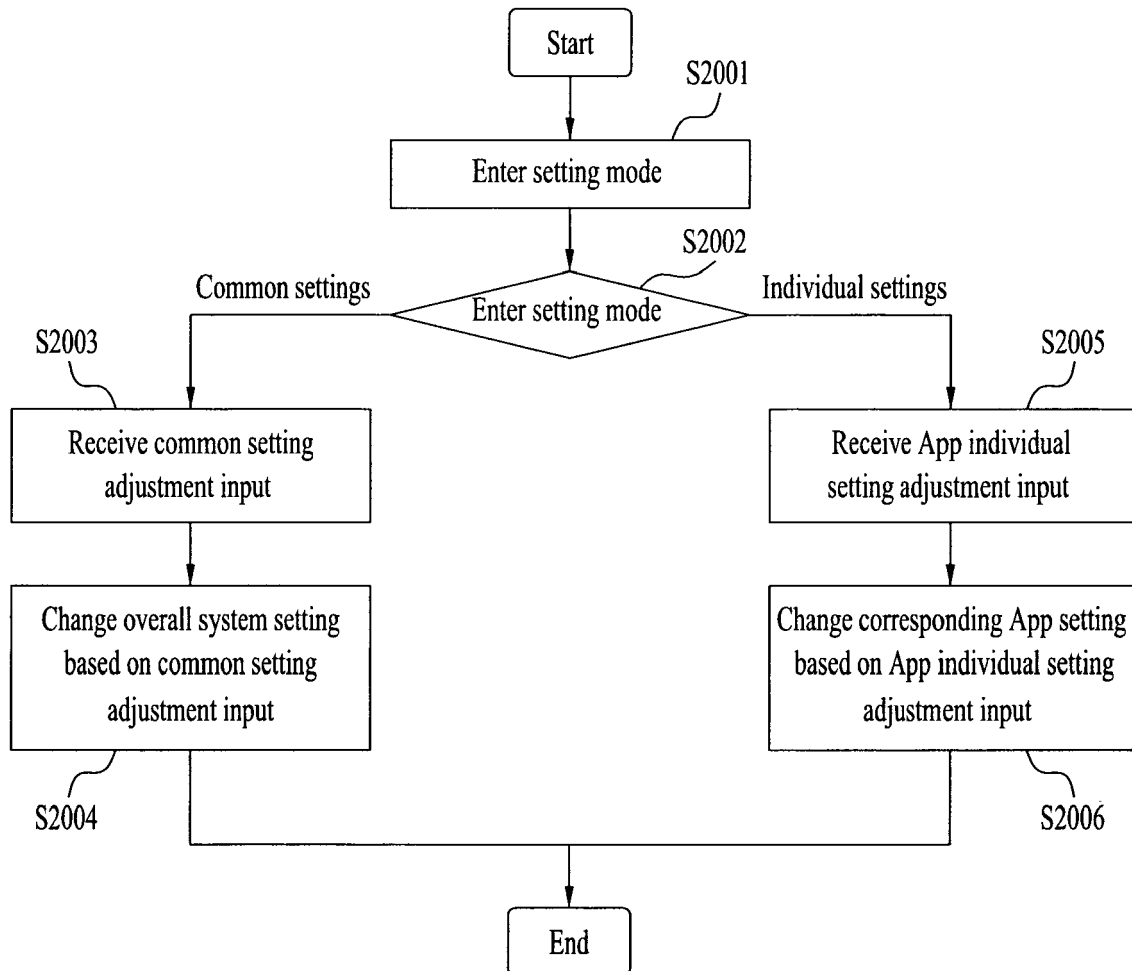 Start
S2001
Enter setting mode
S2002
Common settings
Enter setting mode
Individual settings
S2003
S2005
Receive common setting
adjustment input
Receive App individual
setting adjustment input
Change overall system setting
based on common setting
adjustment input
Change corresponding App setting
based on App individual setting
adjustment input
S2004
S2006
End